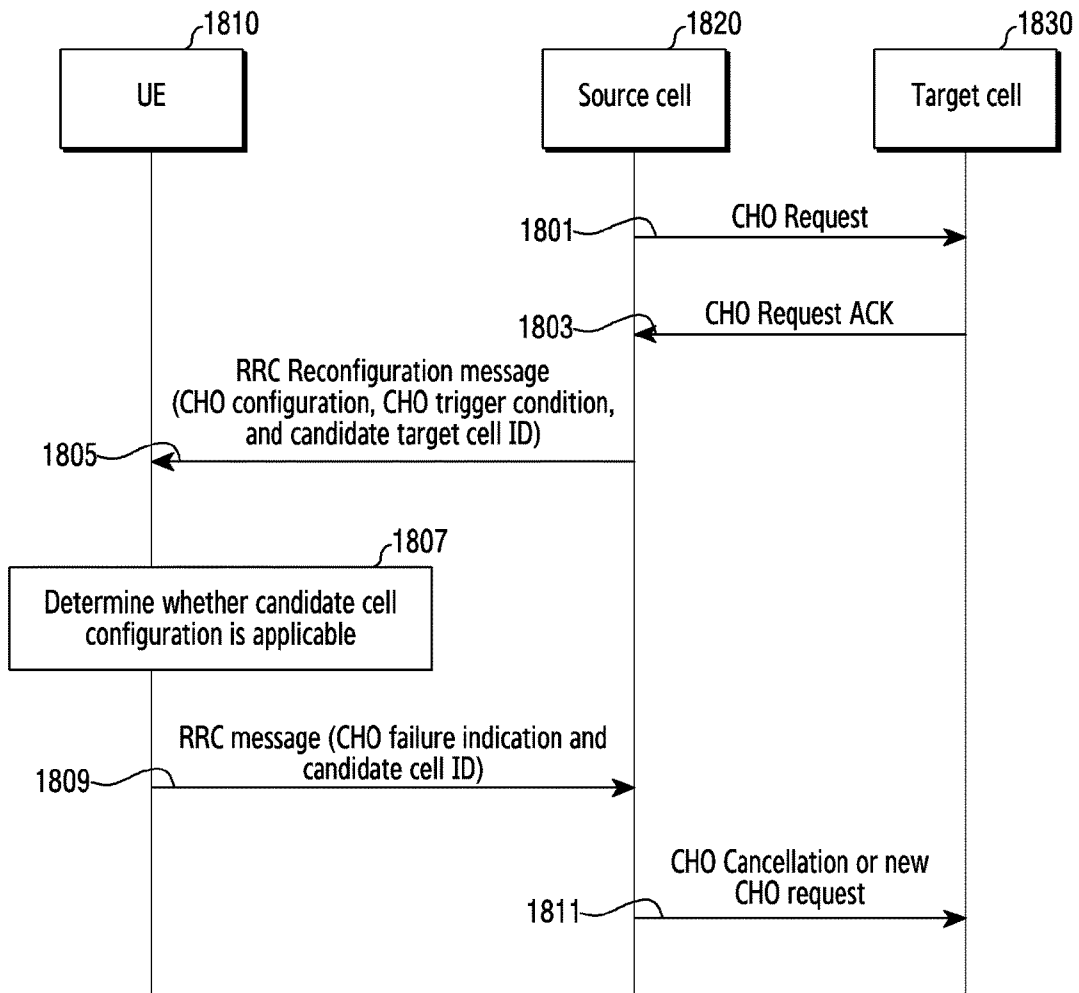 1810
1820
1830
UE
Source cell
Target cell
1801
CHO Request
1803
CHO Request ACK
RRC Reconfiguration message
(CHO configuration, CHO trigger condition,
and candidate target cell ID)
1805
1807
Determine whether candidate cell
configuration is applicable
RRC message (CHO failure indication and
candidate cell ID)
1809
CHO Cancellation or new
CHO request
1811